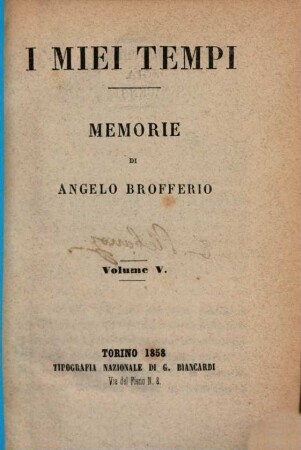 I MIEI TEMPI
MEMORIE
DI
ANGELO BROFFERIO
Volume V.
TORINO 1858
TIPOGRAFIA NAZIONALE DI G. BIANCARDI
Via del Fieno N. 8.